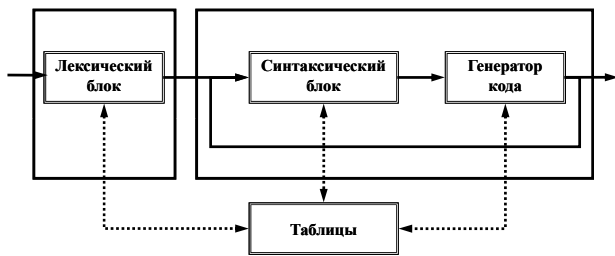 Лексический
блок
Синтаксический
блок
Генератор
кода
Таблицы